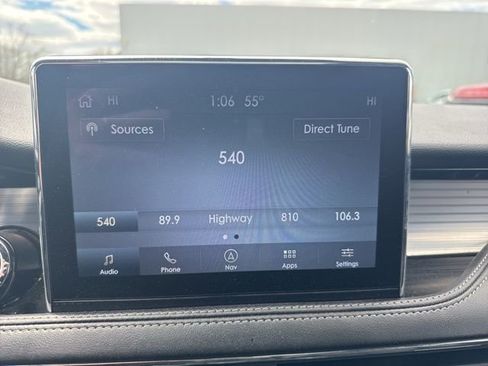 HI 1:06 55° HI
Sources Direct Tune
540
540 89.9 Highway 810 106.3
Audio Phone Nav Apps Settings